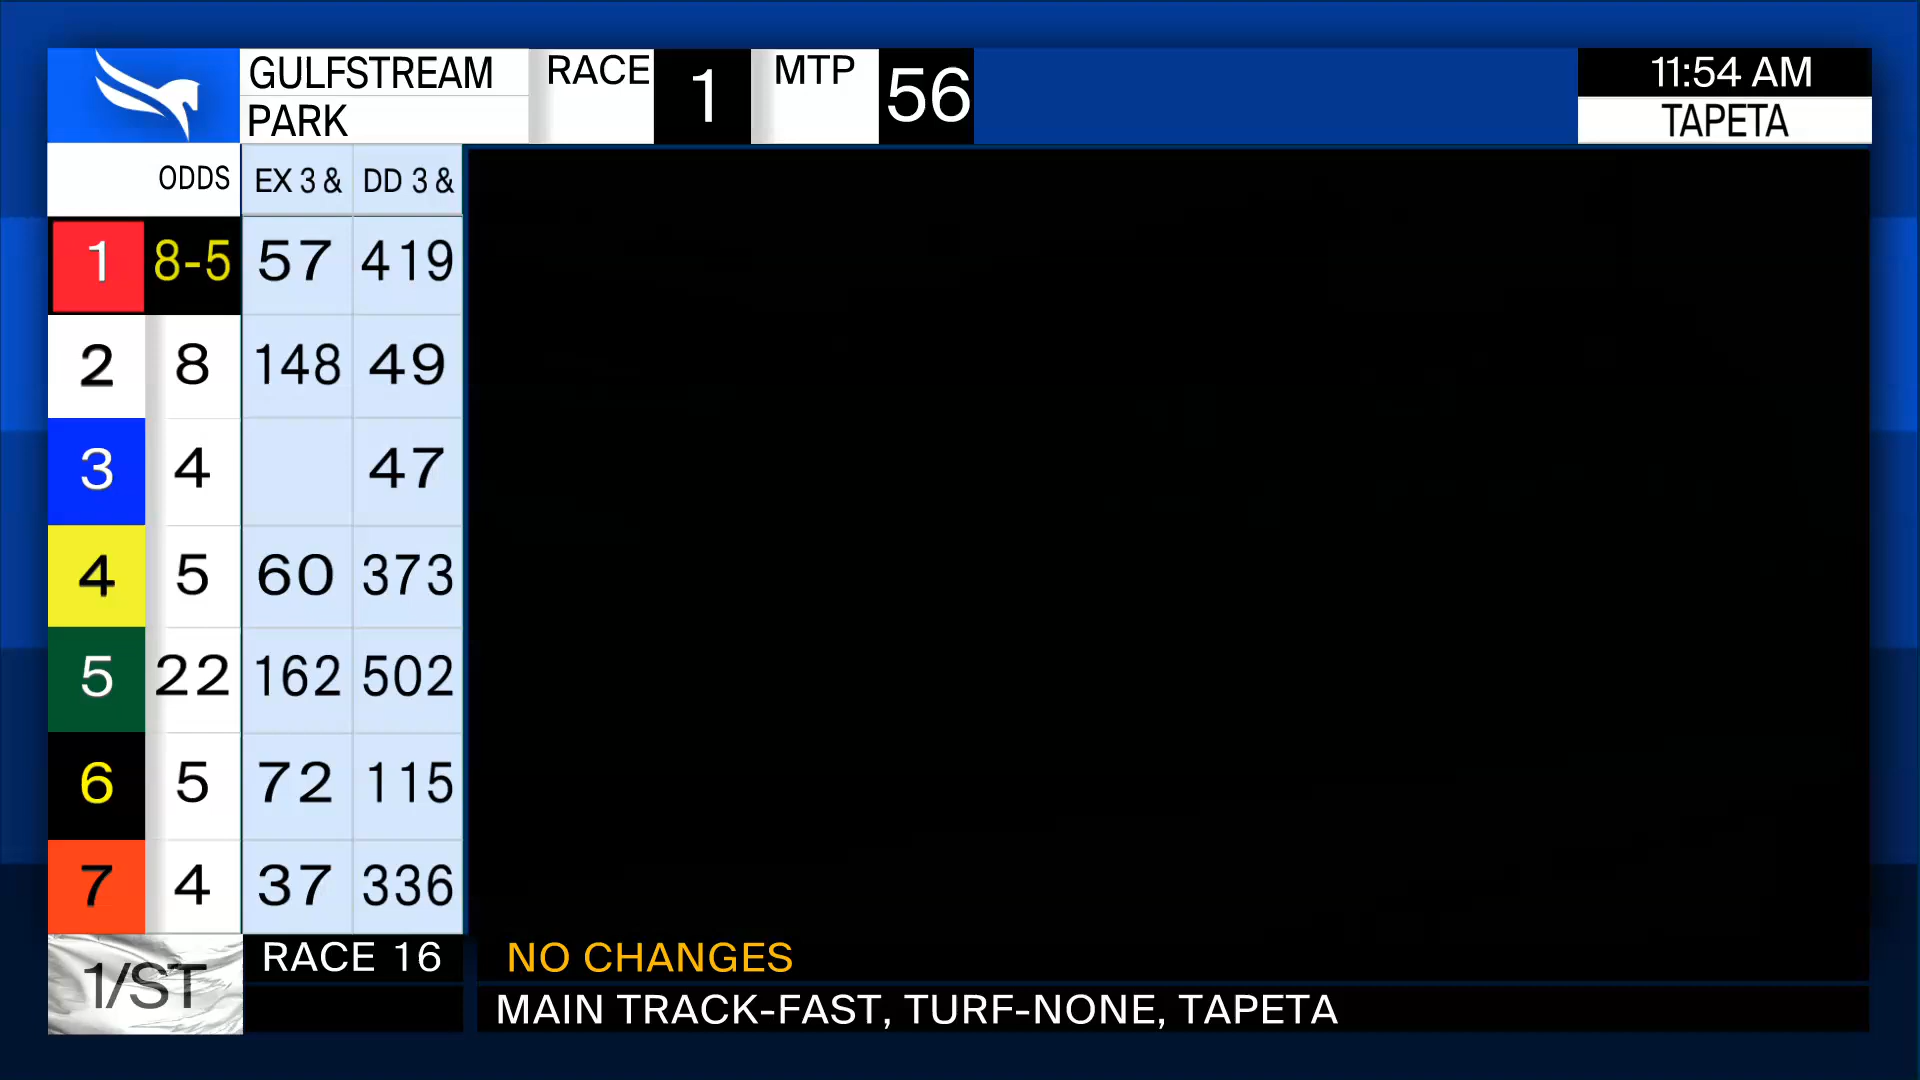 GULFSTREAM PARK
RACE 1
MTP 56
11:54 AM
TAPETA
ODDS EX 3 & DD 3 &
1 8-5 57 419
2 8 148 49
3 4 47
4 5 60 373
5 22 162 502
6 5 72 115
7 4 37 336
1/ST
RACE 16
NO CHANGES
MAIN TRACK-FAST, TURF-NONE, TAPETA